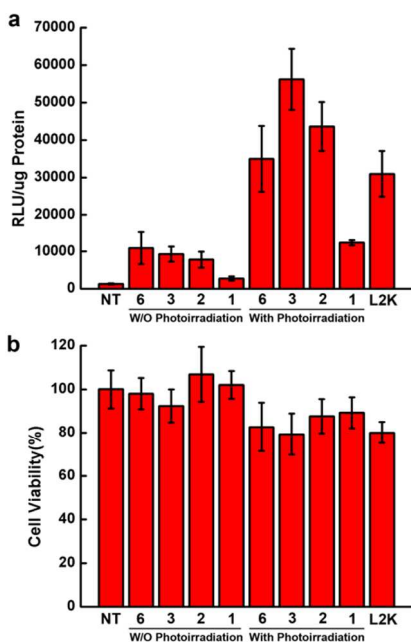 a
70000
60000
50000
40000
30000
20000
10000
0
RLU/ug Protein
NT 6 3 2 1 6 3 2 1 L2K
W/O Photoirradiation With Photoirradiation
b
120
100
80
60
40
20
0
Cell Viability(%)
NT 6 3 2 1 6 3 2 1 L2K
W/O Photoirradiation With Photoirradiation